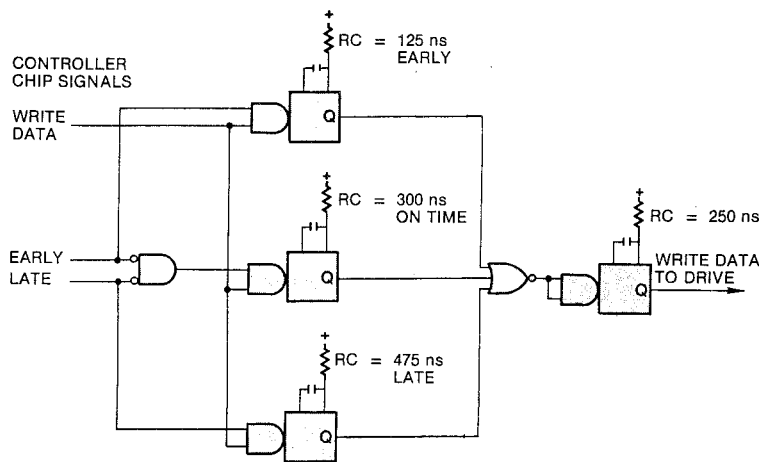 +
RC = 125 ns
EARLY
CONTROLLER
CHIP SIGNALS
WRITE
DATA
Q
+
RC = 300 ns
ON TIME
+
RC = 250 ns
EARLY
LATE
Q
WRITE DATA
TO DRIVE
Q
+
RC = 475 ns
LATE
Q